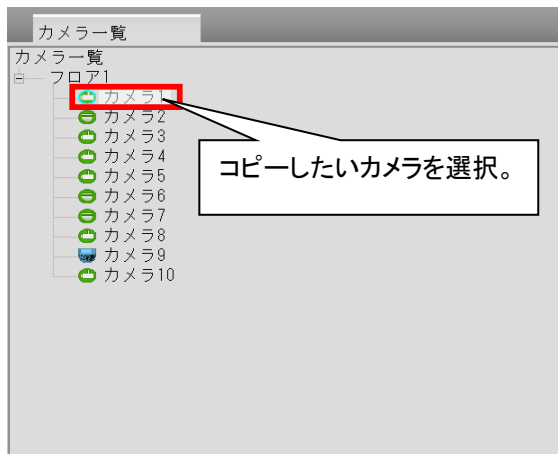 カメラ一覧
カメラ一覧
フロア1
カメラ1
カメラ2
カメラ3
カメラ4
カメラ5
カメラ6
カメラ7
カメラ8
カメラ9
カメラ10
コピーしたいカメラを選択。